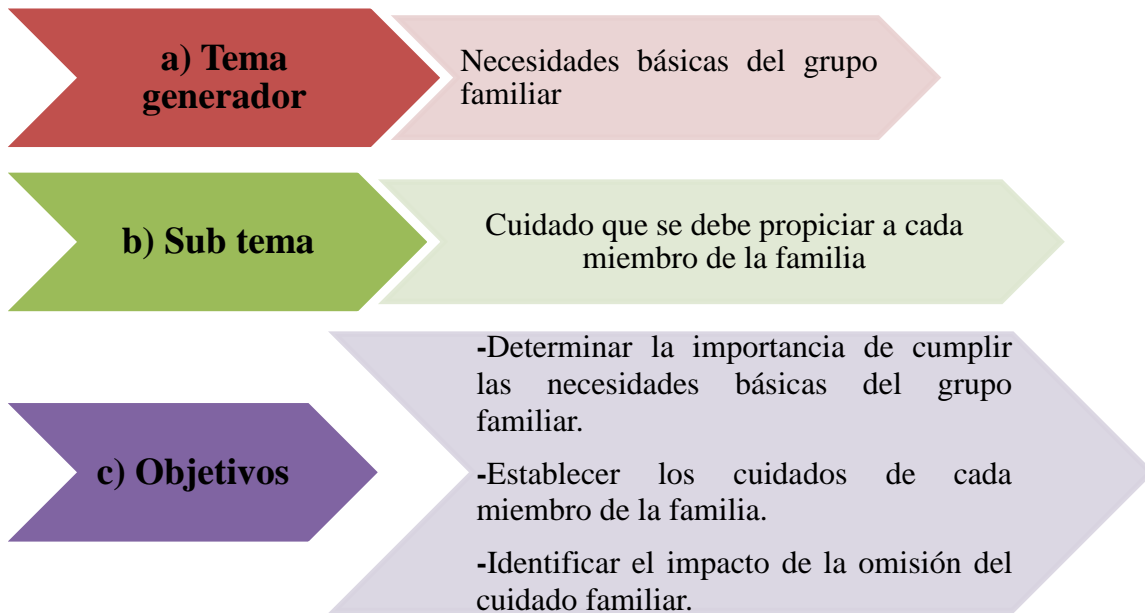 a) Tema
generador
Necesidades básicas del grupo
familiar
b) Sub tema
Cuidado que se debe propiciar a cada
miembro de la familia
c) Objetivos
-Determinar la importancia de cumplir
las necesidades básicas del grupo
familiar.
-Establecer los cuidados de cada
miembro de la familia.
-Identificar el impacto de la omisión del
cuidado familiar.